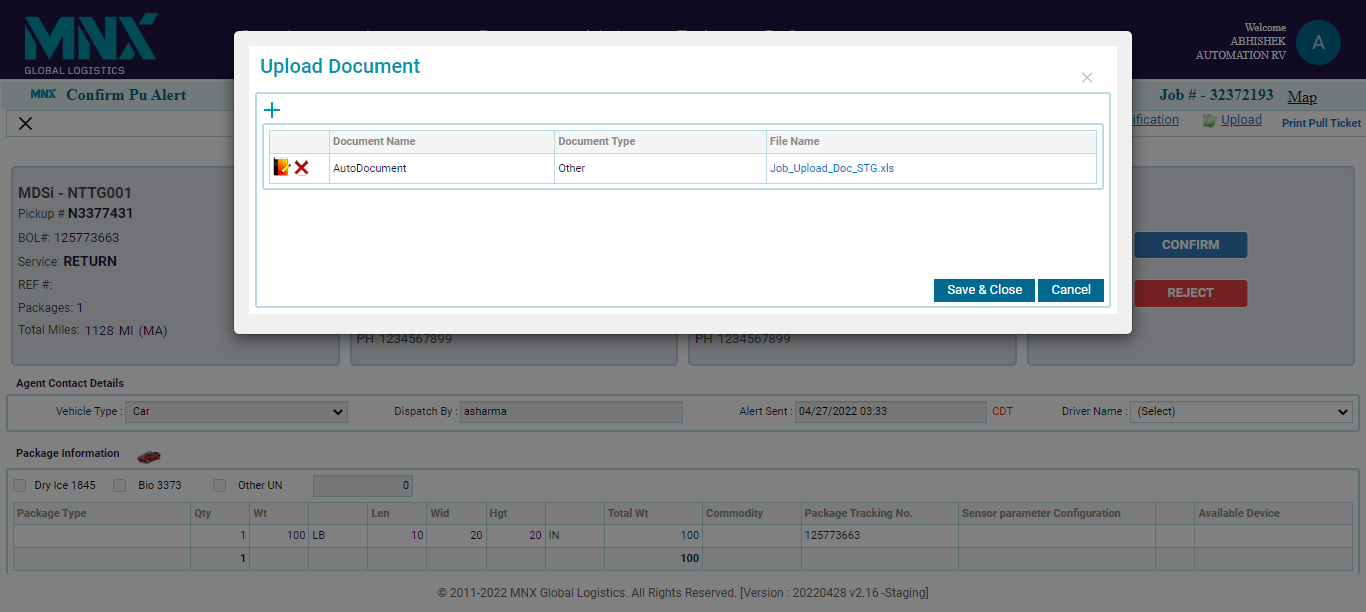 MNX
GLOBAL LOGISTICS
Welcome
ABHISHEK
AUTOMATION RV
A
MNX Confirm Pu Alert
Job # - 32372193 Map
ification Upload Print Pull Ticket
Upload Document
Document Name Document Type File Name
AutoDocument Other Job_Upload_Doc_STG.xls
Save & Close Cancel
MDSi - NTTG001
Pickup # N3377431
BOL#: 125773663
Service: RETURN
REF #:
Packages: 1
Total Miles: 1128 MI (MA)
PH 1234567899
PH 1234567899
CONFIRM
REJECT
Agent Contact Details
Vehicle Type : Car Dispatch By : asharma Alert Sent : 04/27/2022 03:33 CDT Driver Name : (Select)
Package Information
Dry Ice 1845 Bio 3373 Other UN 0
Package Type Qty Wt Len Wid Hgt Total Wt Commodity Package Tracking No. Sensor parameter Configuration Available Device
1 100 LB 10 20 20 IN 100 125773663
1 100
© 2011-2022 MNX Global Logistics. All Rights Reserved. [Version : 20220428 v2.16 -Staging]